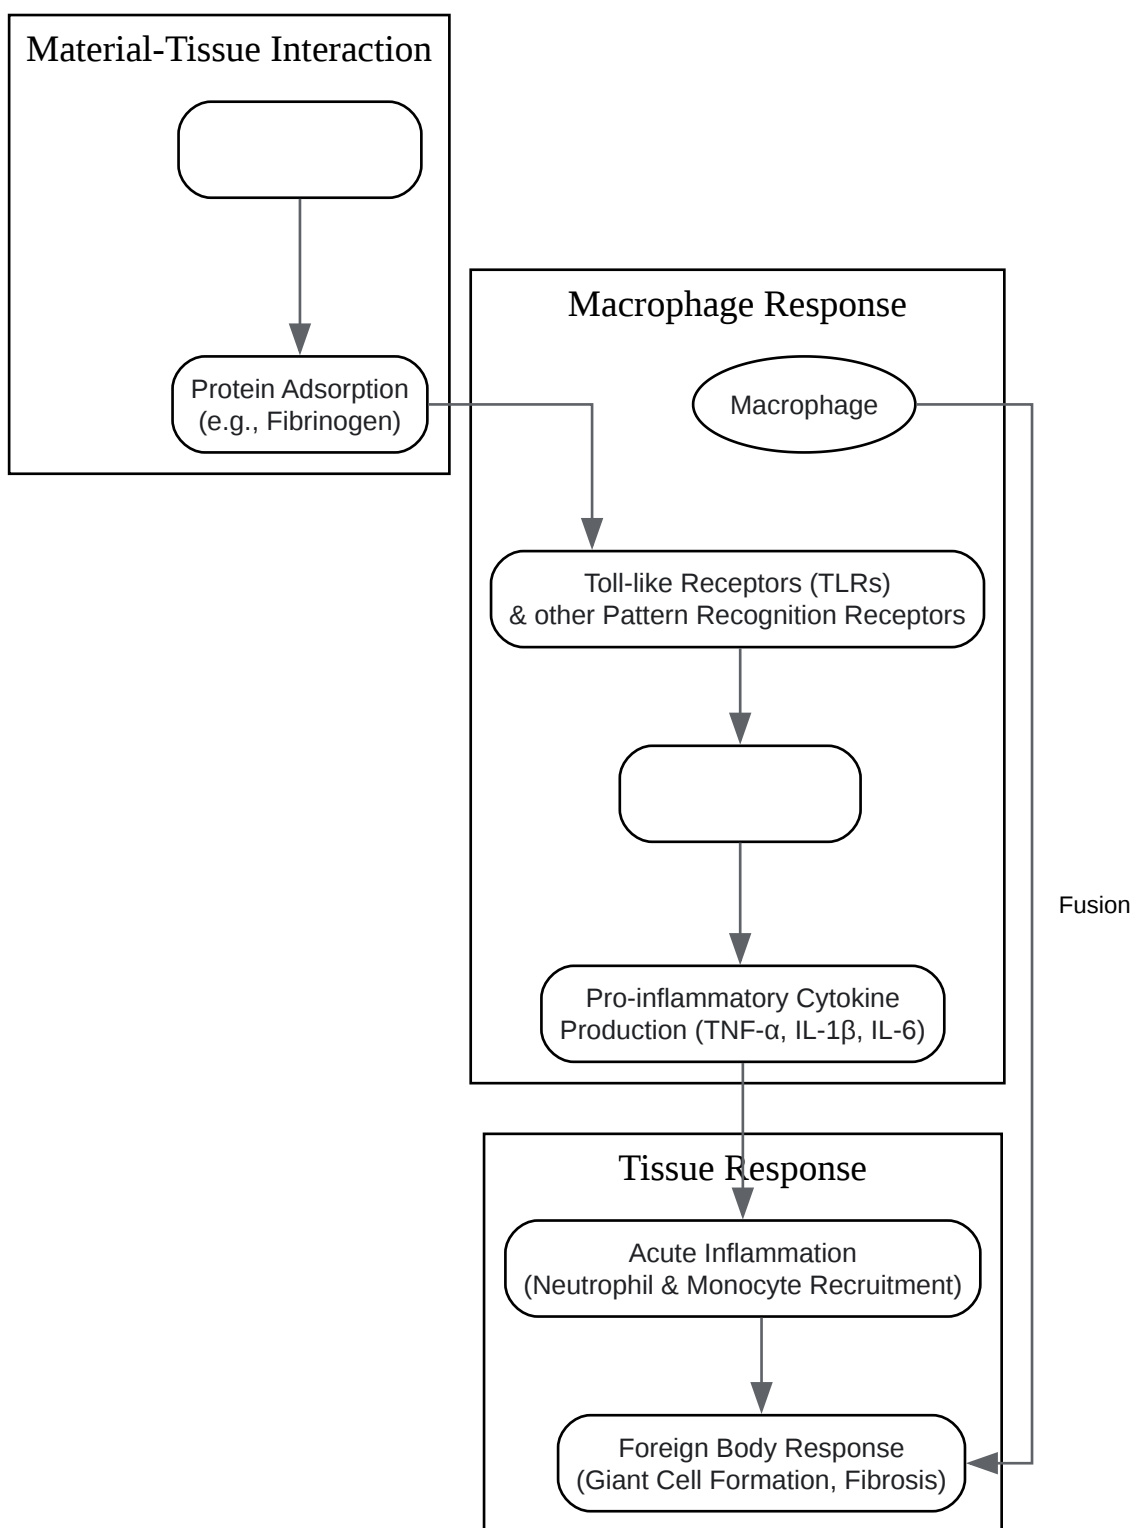 Material-Tissue Interaction
Protein Adsorption
(e.g., Fibrinogen)
Macrophage Response
Macrophage
Toll-like Receptors (TLRs)
& other Pattern Recognition Receptors
Fusion
Pro-inflammatory Cytokine
Production (TNF-α, IL-1β, IL-6)
Tissue Response
Acute Inflammation
(Neutrophil & Monocyte Recruitment)
Foreign Body Response
(Giant Cell Formation, Fibrosis)